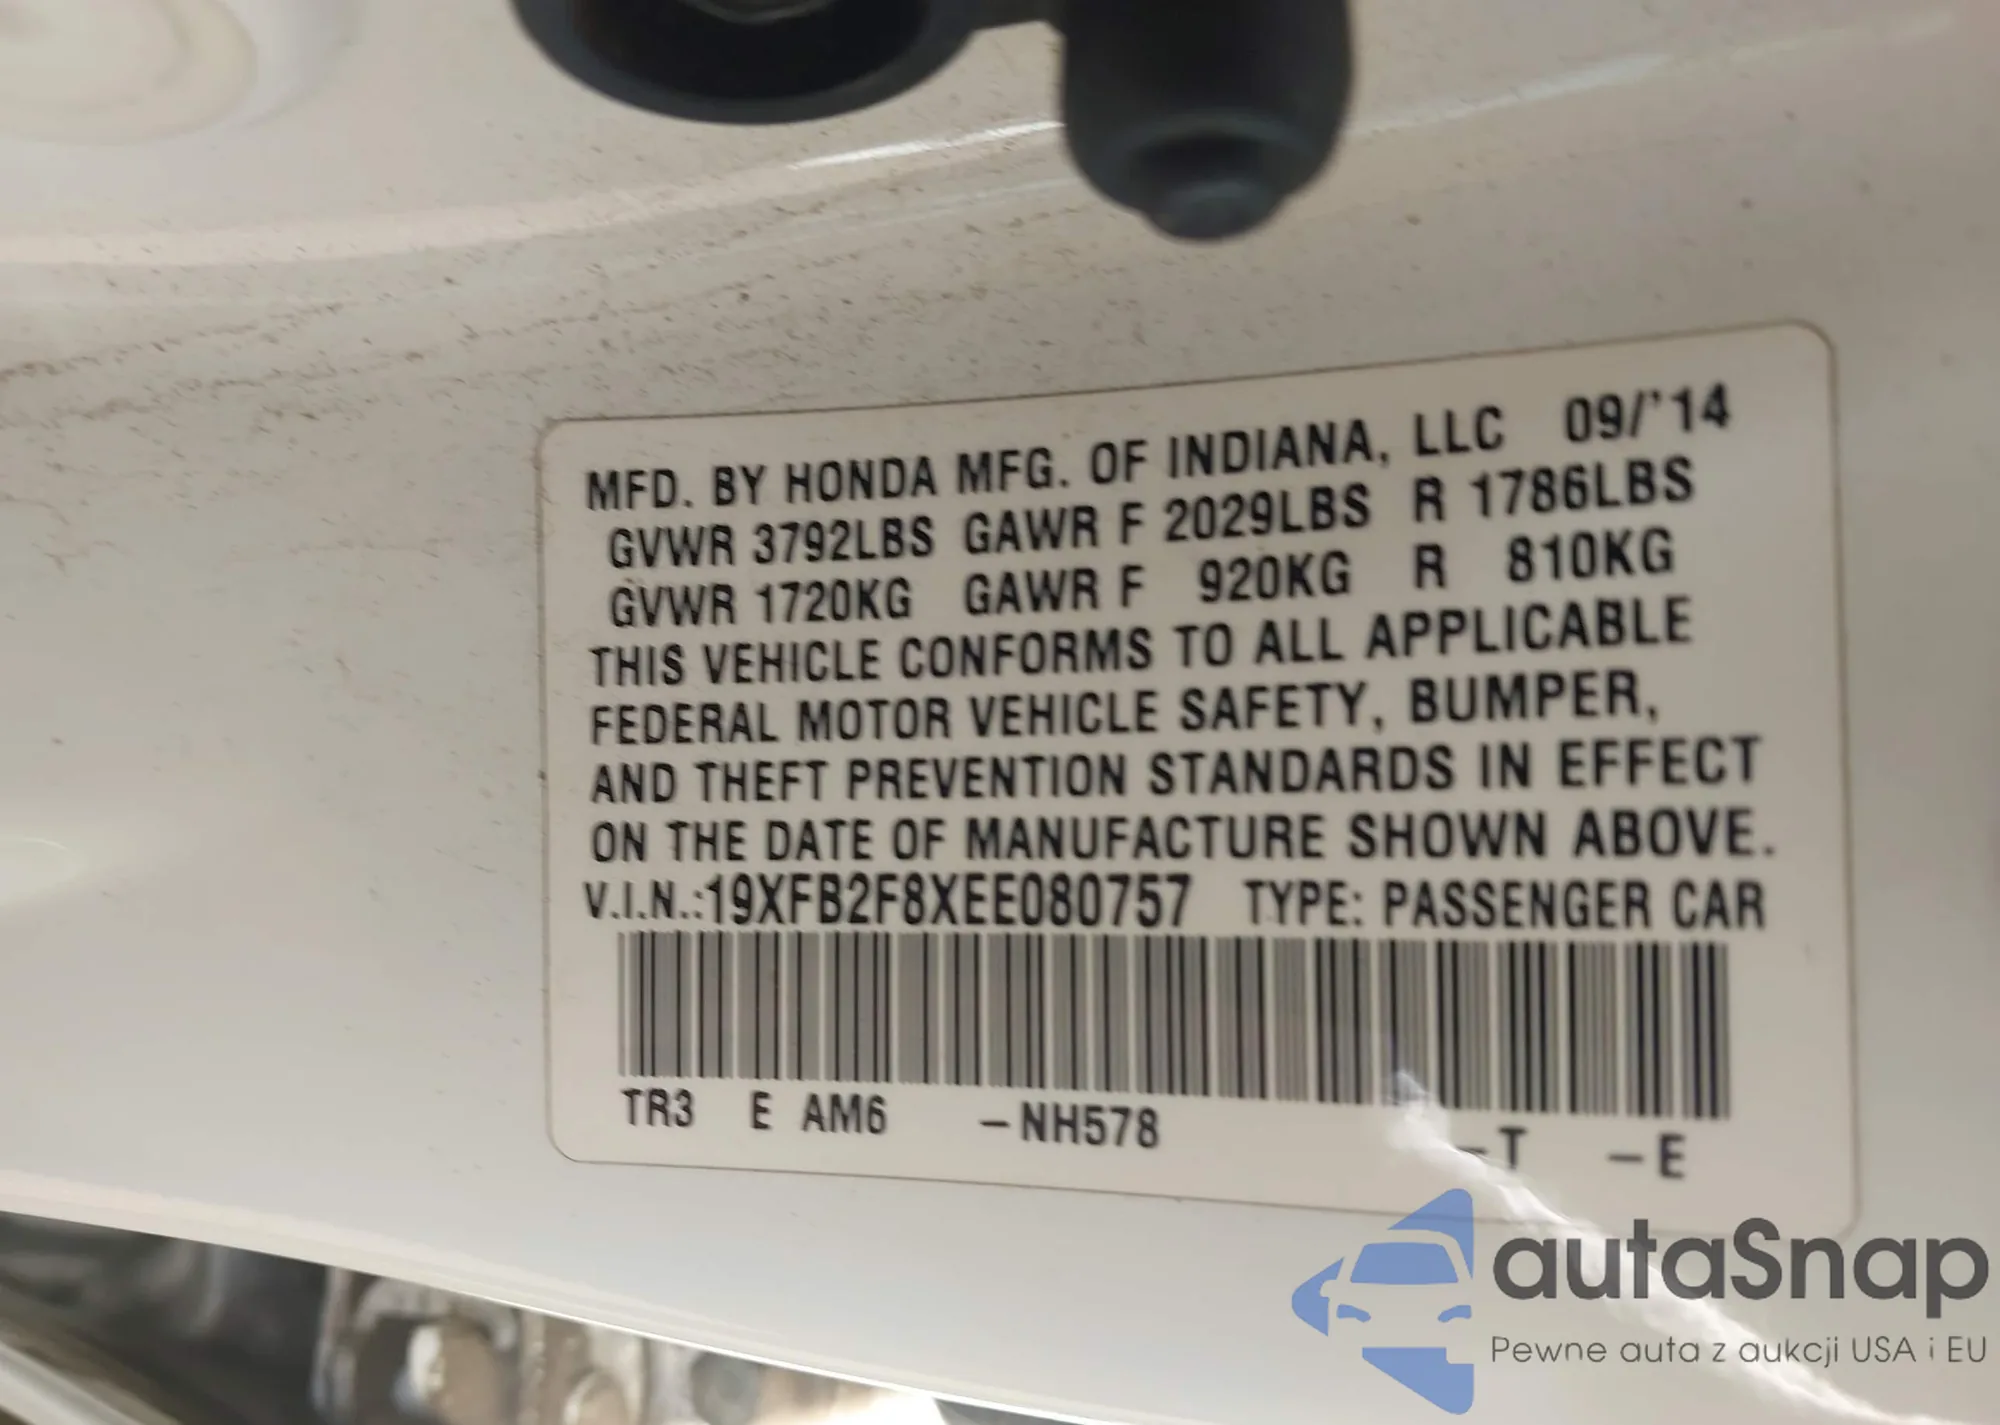 MFD. BY HONDA MFG. OF INDIANA, LLC 09/'14
GVWR 3792LBS GAWR F 2029LBS R 1786LBS
GVWR 1720KG GAWR F 920KG R 810KG
THIS VEHICLE CONFORMS TO ALL APPLICABLE
FEDERAL MOTOR VEHICLE SAFETY, BUMPER,
AND THEFT PREVENTION STANDARDS IN EFFECT
ON THE DATE OF MANUFACTURE SHOWN ABOVE.
V.I.N.:19XFB2F8XEE080757 TYPE: PASSENGER CAR
TR3 E AM6 –NH578 –T –E
autaSnap
Pewne auta z aukcji USA i EU